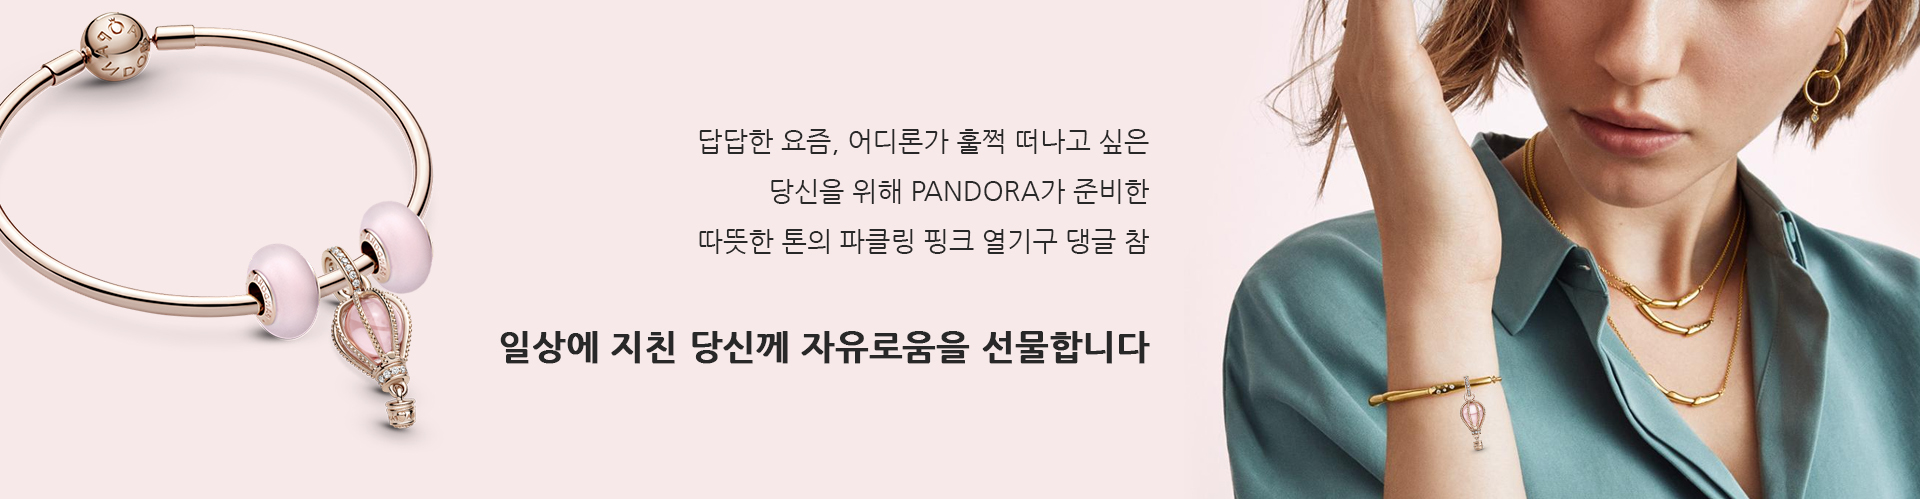 PANDORA
답답한 요즘, 어디론가 훌쩍 떠나고 싶은
당신을 위해 PANDORA가 준비한
따뜻한 톤의 파클링 핑크 열기구 댕글 참
일상에 지친 당신께 자유로움을 선물합니다